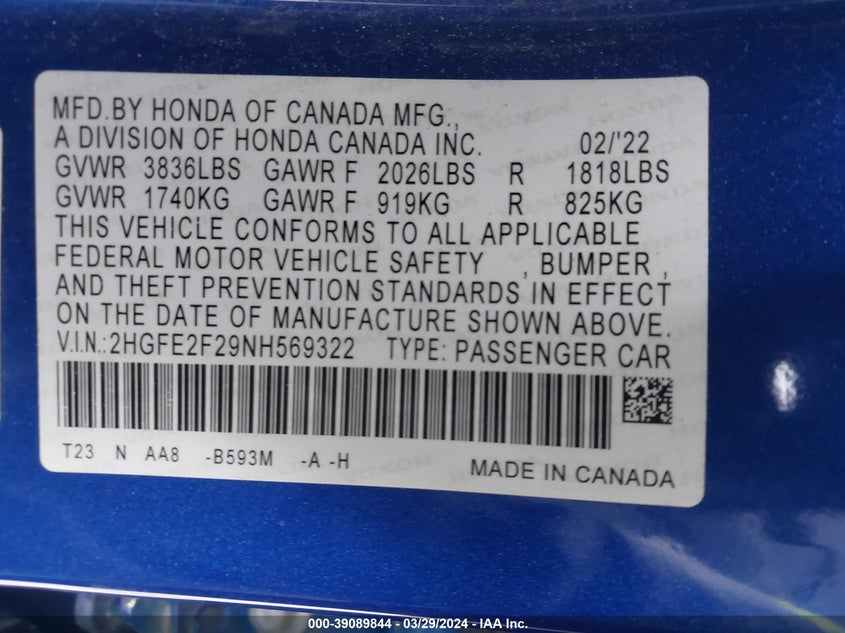 MFD.BY HONDA OF CANADA MFG.,
A DIVISION OF HONDA CANADA INC. 02/'22
GVWR 3836LBS GAWR F 2026LBS R 1818LBS
GVWR 1740KG GAWR F 919KG R 825KG
THIS VEHICLE CONFORMS TO ALL APPLICABLE
FEDERAL MOTOR VEHICLE SAFETY , BUMPER ,
AND THEFT PREVENTION STANDARDS IN EFFECT
ON THE DATE OF MANUFACTURE SHOWN ABOVE.
V.I.N.:2HGFE2F29NH569322 TYPE: PASSENGER CAR
T23 N AA8 -B593M -A -H
MADE IN CANADA
000-39089844 — 03/29/2024 — IAA Inc.